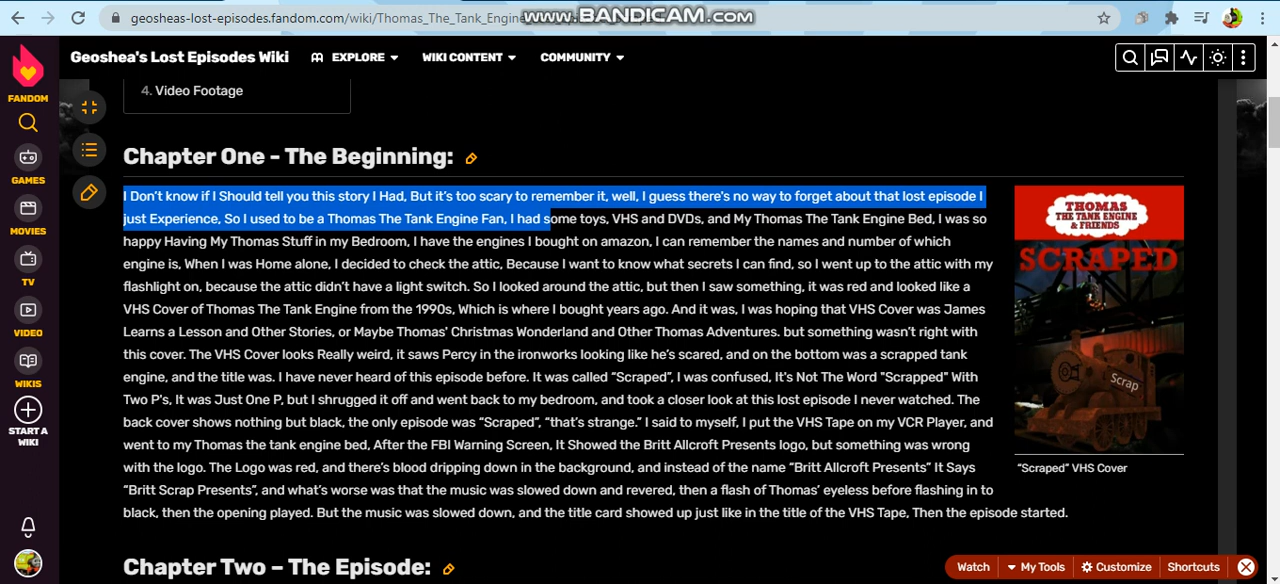 geosheas-lost-episodes.fandom.com/wiki/Thomas_The_Tank_Engine
www.BANDICAM.com
FANDOM
GAMES
MOVIES
TV
VIDEO
WIKIS
START A
WIKI
Geoshea's Lost Episodes Wiki
EXPLORE
WIKI CONTENT
COMMUNITY
4. Video Footage
Chapter One - The Beginning:
I Don't know if I Should tell you this story I Had, But it's too scary to remember it, well, I guess there's no way to forget about that lost episode I
just Experience, So I used to be a Thomas The Tank Engine Fan, I had some toys, VHS and DVDs, and My Thomas The Tank Engine Bed, I was so
happy Having My Thomas Stuff in my Bedroom, I have the engines I bought on amazon, I can remember the names and number of which
engine is, When I was Home alone, I decided to check the attic, Because I want to know what secrets I can find, so I went up to the attic with my
flashlight on, because the attic didn't have a light switch. So I looked around the attic, but then I saw something, it was red and looked like a
VHS Cover of Thomas The Tank Engine from the 1990s, Which is where I bought years ago. And it was, I was hoping that VHS Cover was James
Learns a Lesson and Other Stories, or Maybe Thomas' Christmas Wonderland and Other Thomas Adventures. but something wasn't right with
this cover. The VHS Cover looks Really weird, it saws Percy in the ironworks looking like he's scared, and on the bottom was a scrapped tank
engine, and the title was. I have never heard of this episode before. It was called “Scraped”, I was confused, It's Not The Word "Scrapped" With
Two P's, It was Just One P, but I shrugged it off and went back to my bedroom, and took a closer look at this lost episode I never watched. The
back cover shows nothing but black, the only episode was “Scraped”, “that's strange.” I said to myself, I put the VHS Tape on my VCR Player, and
went to my Thomas the tank engine bed, After the FBI Warning Screen, It Showed the Britt Allcroft Presents logo, but something was wrong
with the logo. The Logo was red, and there's blood dripping down in the background, and instead of the name “Britt Allcroft Presents” It Says
“Britt Scrap Presents”, and what's worse was that the music was slowed down and revered, then a flash of Thomas' eyeless before flashing in to
black, then the opening played. But the music was slowed down, and the title card showed up just like in the title of the VHS Tape, Then the episode started.
THOMAS
THE TANK ENGINE
& FRIENDS
SCRAPED
Scrap
“Scraped” VHS Cover
Chapter Two – The Episode:
Watch
My Tools
Customize
Shortcuts